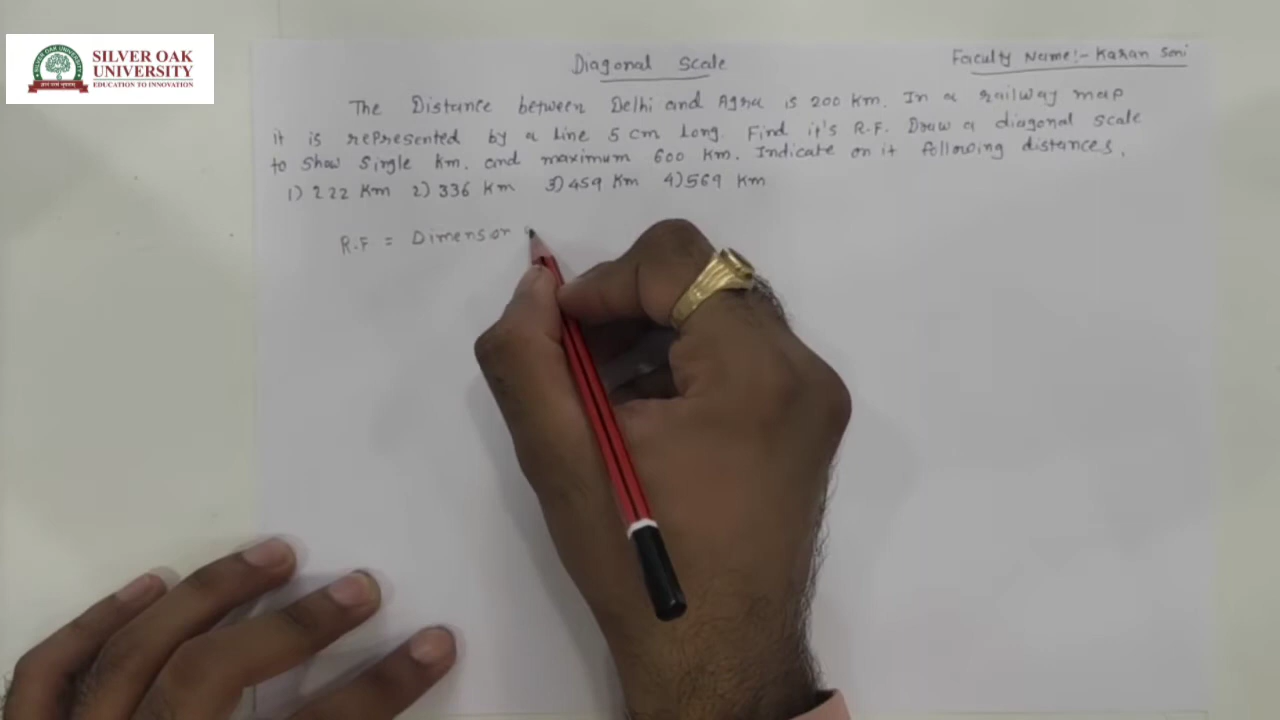 SILVER OAK
UNIVERSITY
EDUCATION TO INNOVATION
Diagonal Scale
Faculty Name:- Karan Soni
The Distance between Delhi and Agra is 200 Km. In a railway map
it is represented by a line 5 cm long. Find it's R.F. Draw a diagonal scale
to show single km. and maximum 600 km. Indicate on it following distances.
1) 222 Km 2) 336 Km 3) 459 Km 4) 569 Km
R.F = Dimension